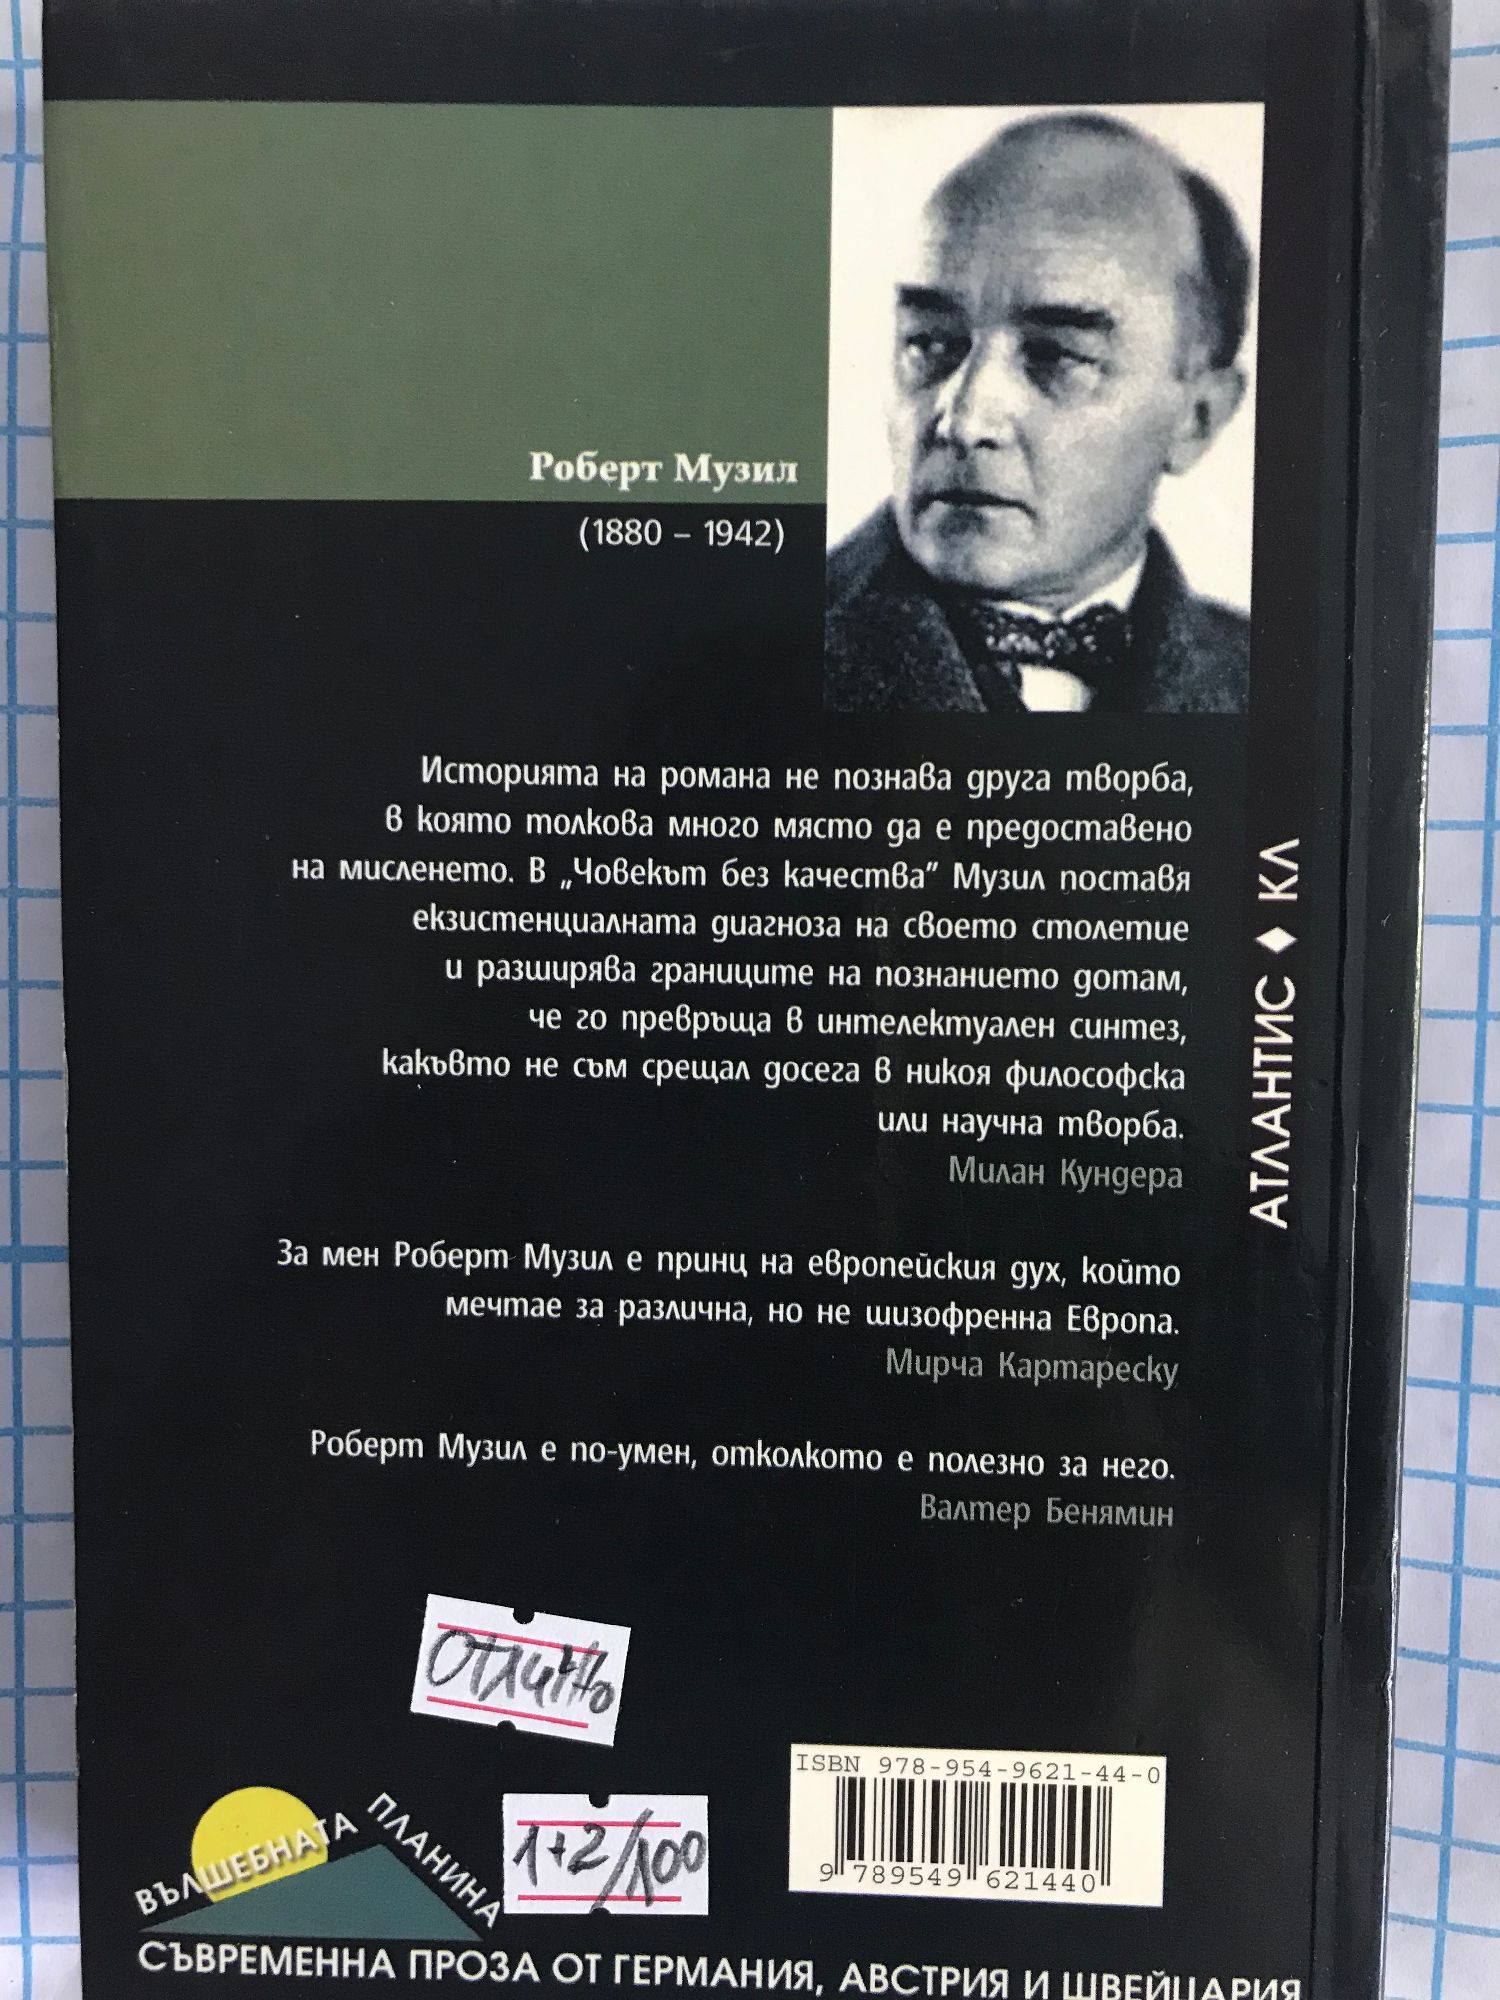 Роберт Музил
(1880 – 1942)
Историята на романа не познава друга творба,
в която толкова много място да е предоставено
на мисленето. В „Човекът без качества” Музил поставя
екзистенциалната диагноза на своето столетие
и разширява границите на познанието дотам,
че го превръща в интелектуален синтез,
какъвто не съм срещал досега в никоя философска
или научна творба.
Милан Кундера
За мен Роберт Музил е принц на европейския дух, който
мечтае за различна, но не шизофренна Европа.
Мирча Картареску
Роберт Музил е по-умен, отколкото е полезно за него.
Валтер Бенямин
АТЛАНТИС ♦ КЛ
отлично
1+2/100
ISBN 978-954-9621-44-0
9 789549 621440
ВЪЛШЕБНАТА ПЛАНИНА
СЪВРЕМЕННА ПРОЗА ОТ ГЕРМАНИЯ, АВСТРИЯ И ШВЕЙЦАРИЯ